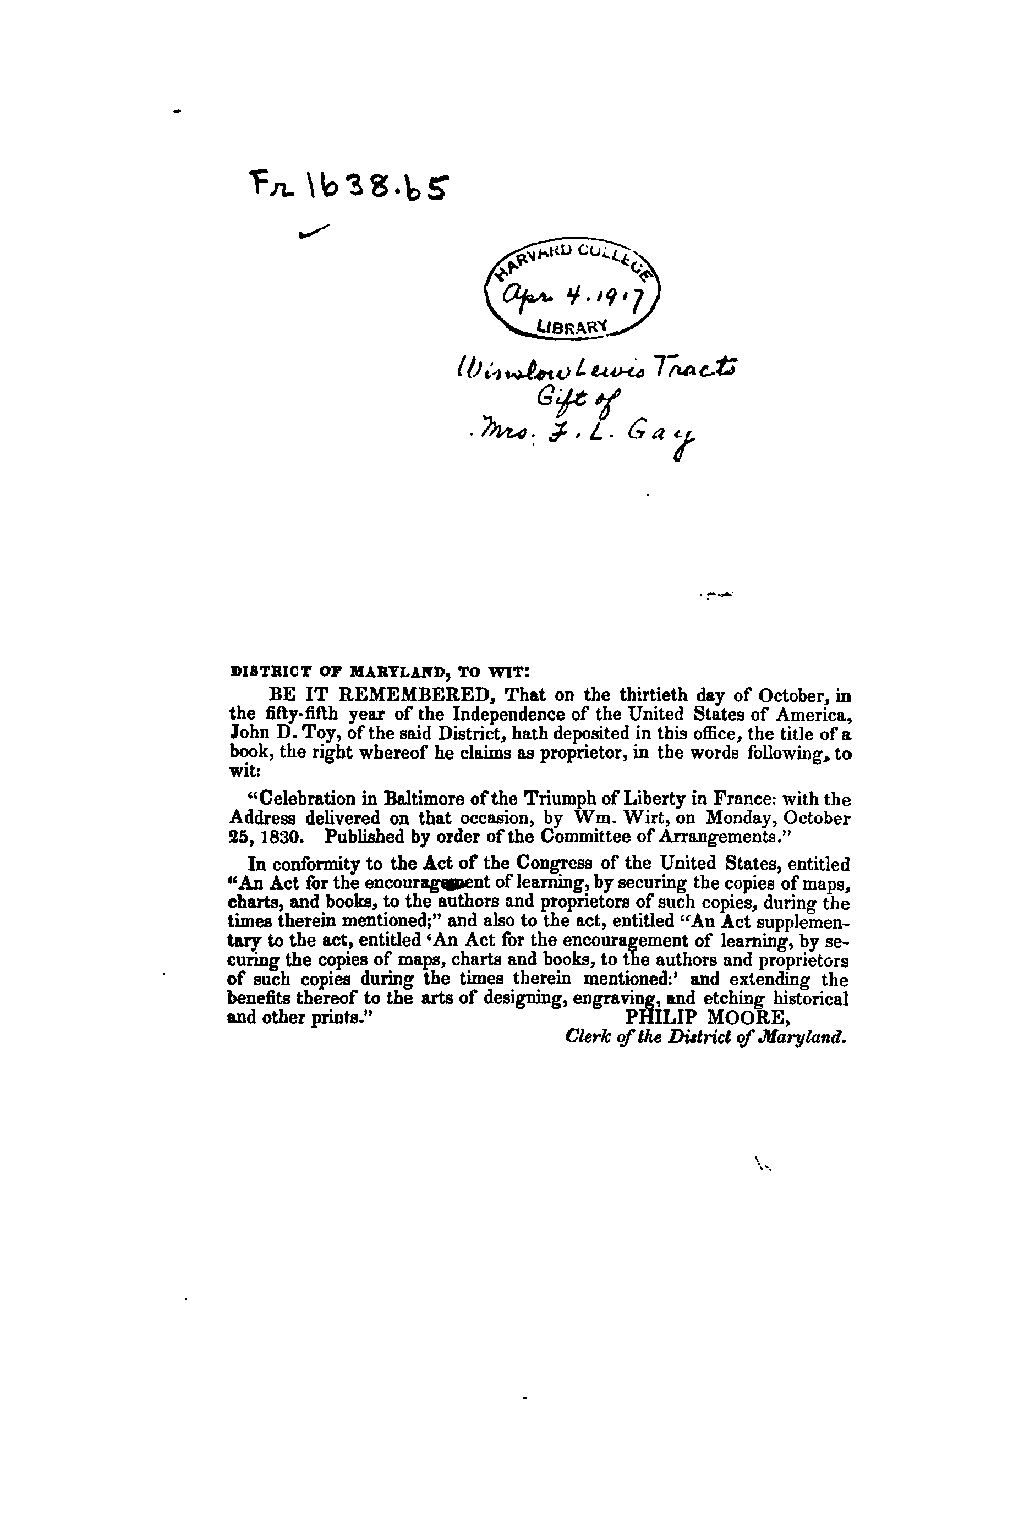 Fr 1638.65
HARVARD COLLEGE
Apr. 4. 1917
LIBRARY
Winslow Lewis Tracts
Gift of
Mrs. F. L. Gay
DISTRICT OF MARYLAND, TO WIT:
BE IT REMEMBERED, That on the thirtieth day of October, in
the fifty-fifth year of the Independence of the United States of America,
John D. Toy, of the said District, hath deposited in this office, the title of a
book, the right whereof he claims as proprietor, in the words following, to
wit:
"Celebration in Baltimore of the Triumph of Liberty in France: with the
Address delivered on that occasion, by Wm. Wirt, on Monday, October
25, 1830. Published by order of the Committee of Arrangements."
In conformity to the Act of the Congress of the United States, entitled
"An Act for the encouragement of learning, by securing the copies of maps,
charts, and books, to the authors and proprietors of such copies, during the
times therein mentioned;" and also to the act, entitled "An Act supplemen-
tary to the act, entitled 'An Act for the encouragement of learning, by se-
curing the copies of maps, charts and books, to the authors and proprietors
of such copies during the times therein mentioned:' and extending the
benefits thereof to the arts of designing, engraving, and etching historical
and other prints." PHILIP MOORE,
Clerk of the District of Maryland.